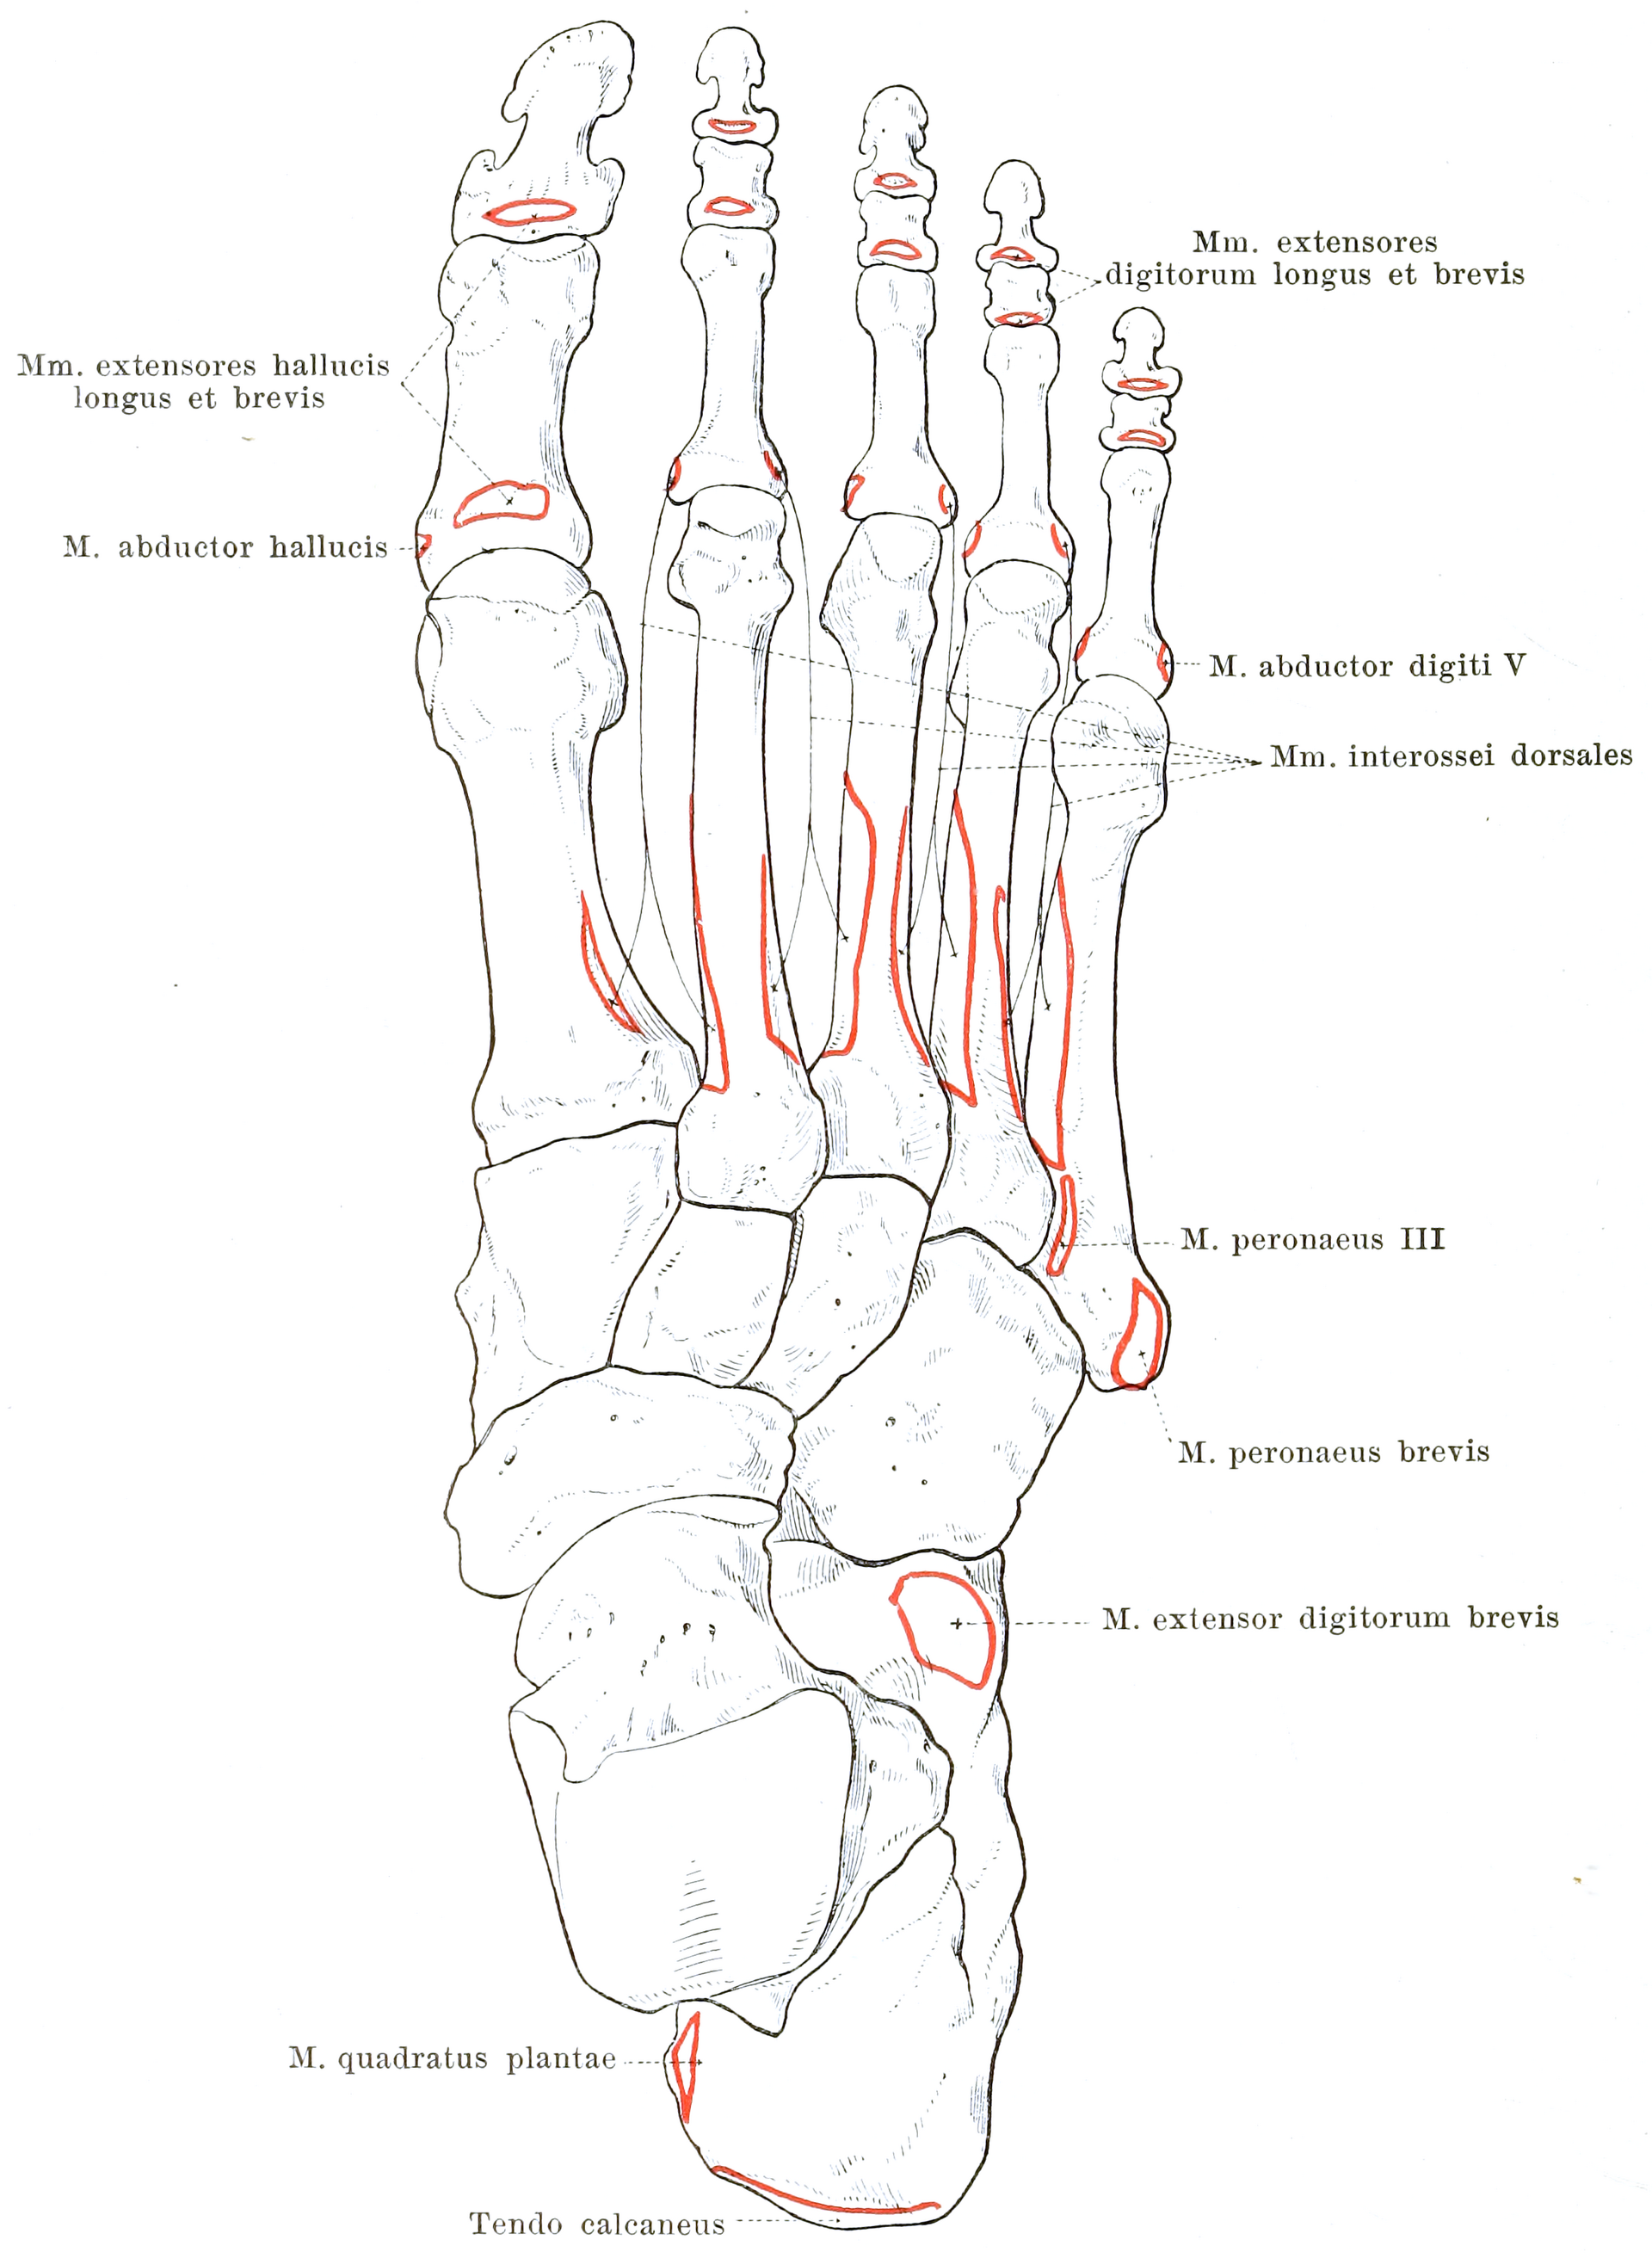 Mm. extensores
digitorum longus et brevis
Mm. extensores hallucis
longus et brevis
M. abductor hallucis
M. abductor digiti V
Mm. interossei dorsales
M. peronaeus III
M. peronaeus brevis
M. extensor digitorum brevis
M. quadratus plantae
Tendo calcaneus